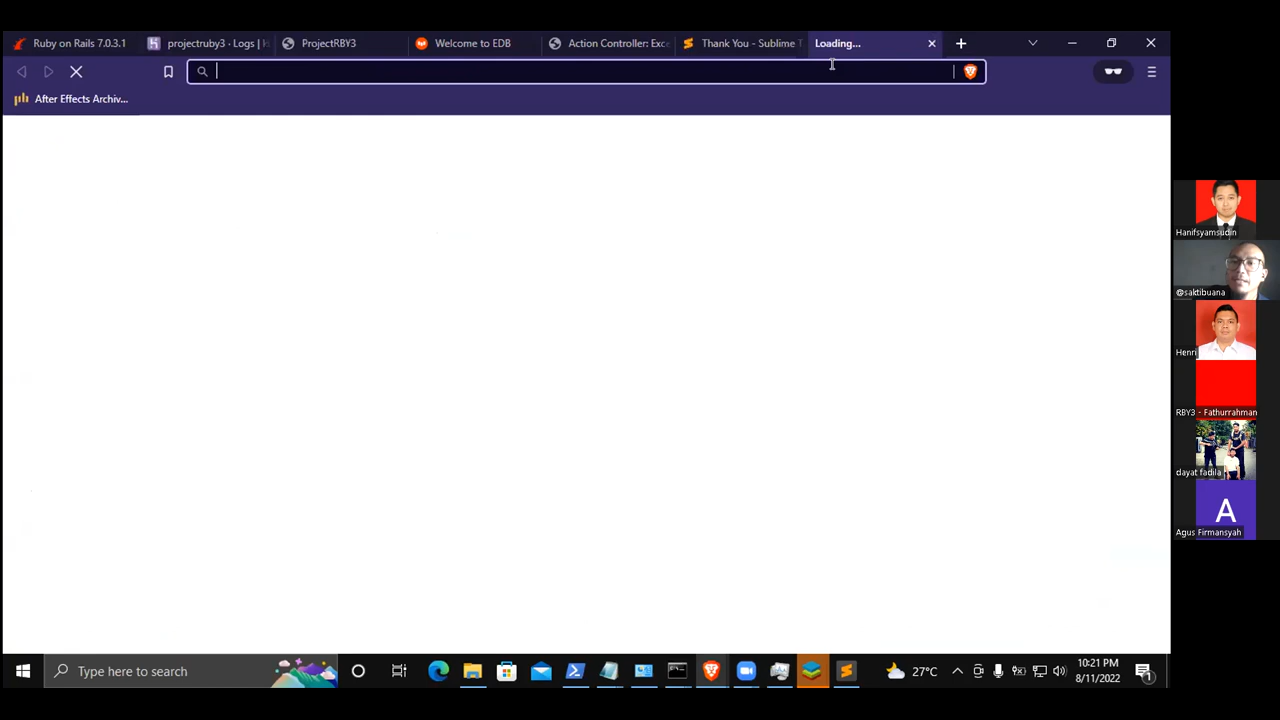 Ruby on Rails 7.0.3.1
projectruby3 · Logs | H
ProjectRBY3
Welcome to EDB
Action Controller: Exce
Thank You - Sublime T
Loading...
After Effects Archiv...
Hanifsyamsudin
@saktibuana
Henri
RBY3 - Fathurrahman
dayat fadila
A
Agus Firmansyah
Type here to search
27°C
10:21 PM
8/11/2022
1